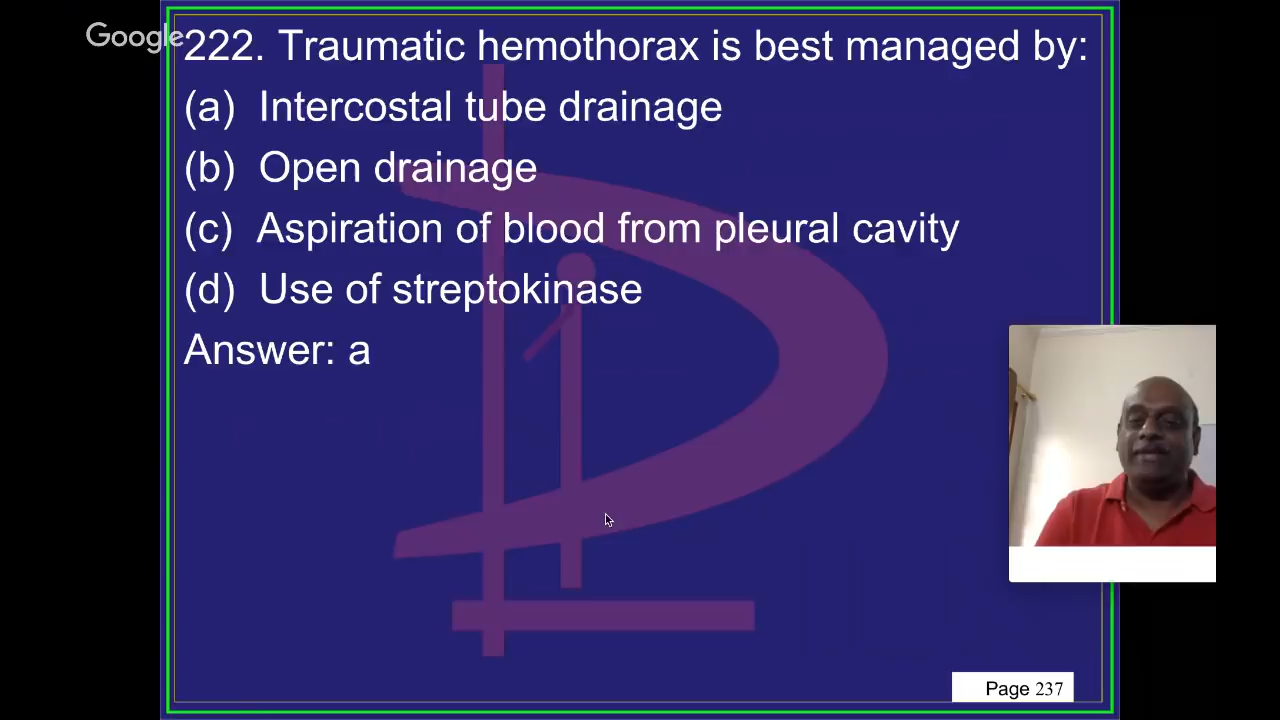 Google
222. Traumatic hemothorax is best managed by:
(a) Intercostal tube drainage
(b) Open drainage
(c) Aspiration of blood from pleural cavity
(d) Use of streptokinase
Answer: a
Page 237